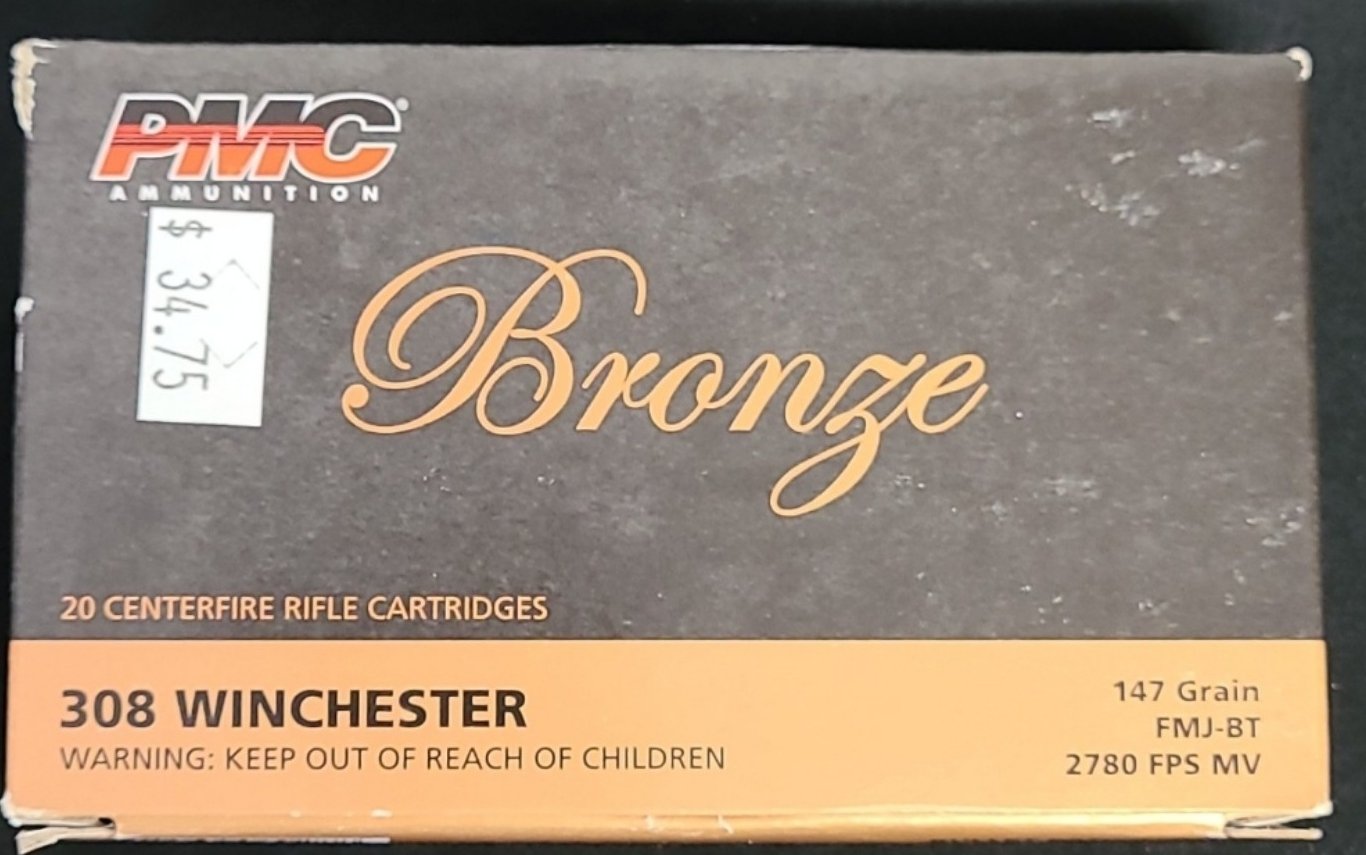 PMC®
AMMUNITION
$ 34.75
Bronze
20 CENTERFIRE RIFLE CARTRIDGES
308 WINCHESTER
WARNING: KEEP OUT OF REACH OF CHILDREN
147 Grain
FMJ-BT
2780 FPS MV